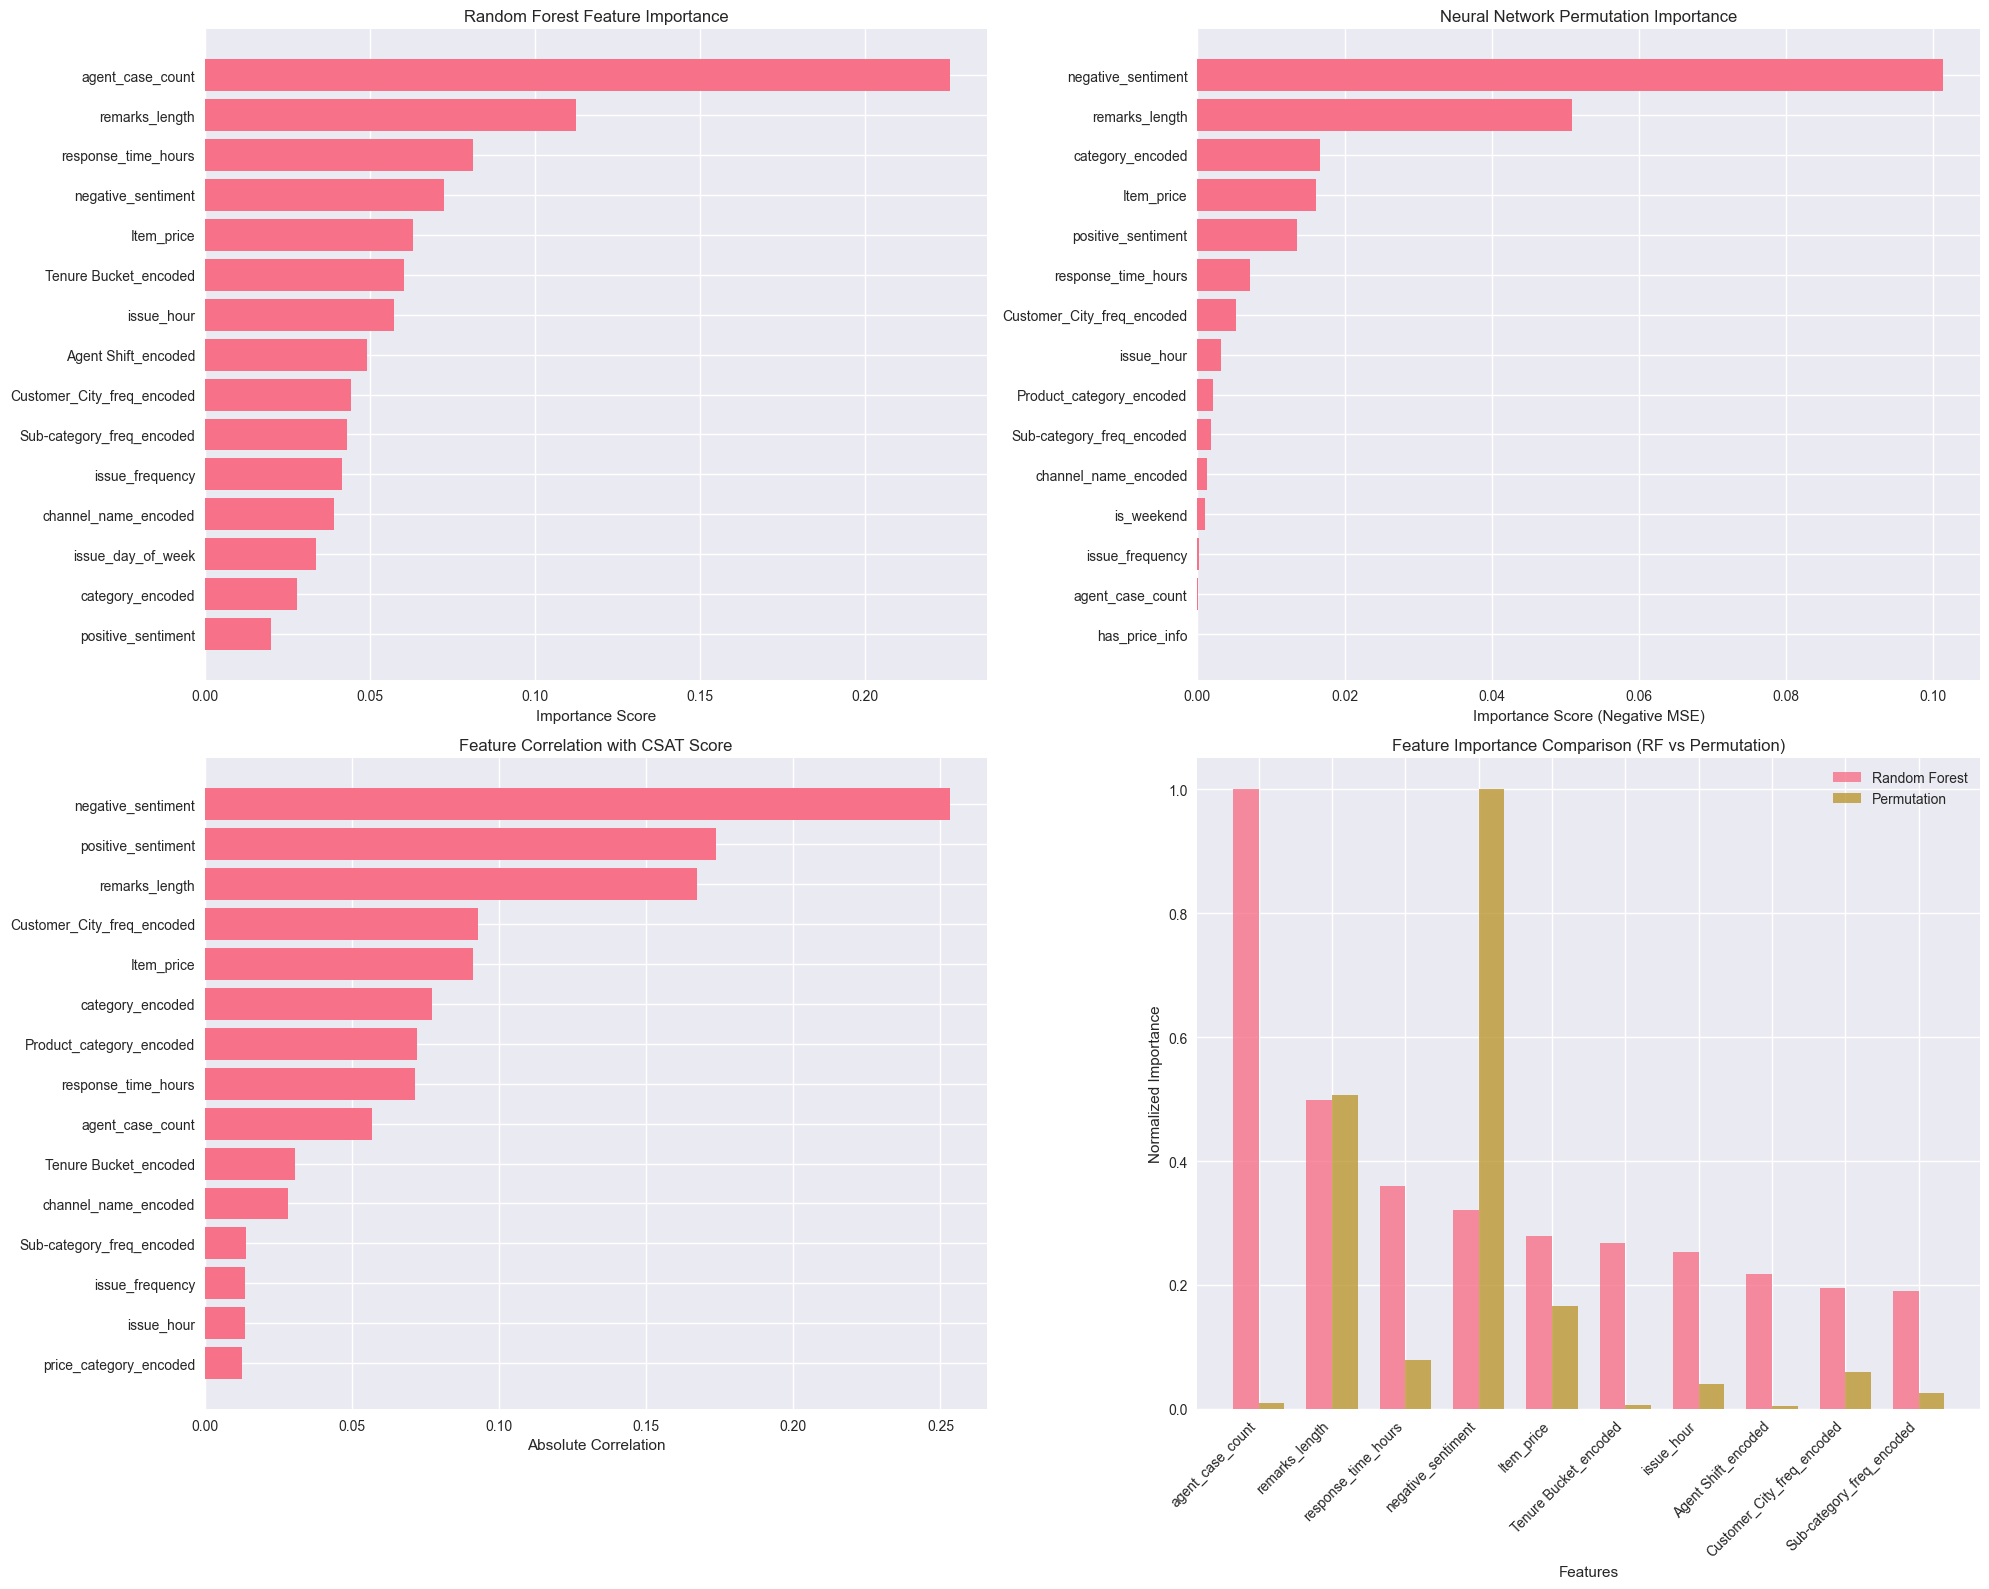 Random Forest Feature Importance
agent_case_count
remarks_length
response_time_hours
negative_sentiment
Item_price
Tenure Bucket_encoded
issue_hour
Agent Shift_encoded
Customer_City_freq_encoded
Sub-category_freq_encoded
issue_frequency
channel_name_encoded
issue_day_of_week
category_encoded
positive_sentiment
0.00 0.05 0.10 0.15 0.20
Importance Score
Neural Network Permutation Importance
negative_sentiment
remarks_length
category_encoded
Item_price
positive_sentiment
response_time_hours
Customer_City_freq_encoded
issue_hour
Product_category_encoded
Sub-category_freq_encoded
channel_name_encoded
is_weekend
issue_frequency
agent_case_count
has_price_info
0.00 0.02 0.04 0.06 0.08 0.10
Importance Score (Negative MSE)
Feature Correlation with CSAT Score
negative_sentiment
positive_sentiment
remarks_length
Customer_City_freq_encoded
Item_price
category_encoded
Product_category_encoded
response_time_hours
agent_case_count
Tenure Bucket_encoded
channel_name_encoded
Sub-category_freq_encoded
issue_frequency
issue_hour
price_category_encoded
0.00 0.05 0.10 0.15 0.20 0.25
Absolute Correlation
Feature Importance Comparison (RF vs Permutation)
Random Forest
Permutation
Normalized Importance
1.0
0.8
0.6
0.4
0.2
0.0
agent_case_count
remarks_length
response_time_hours
negative_sentiment
Item_price
Tenure Bucket_encoded
issue_hour
Agent Shift_encoded
Customer_City_freq_encoded
Sub-category_freq_encoded
Features